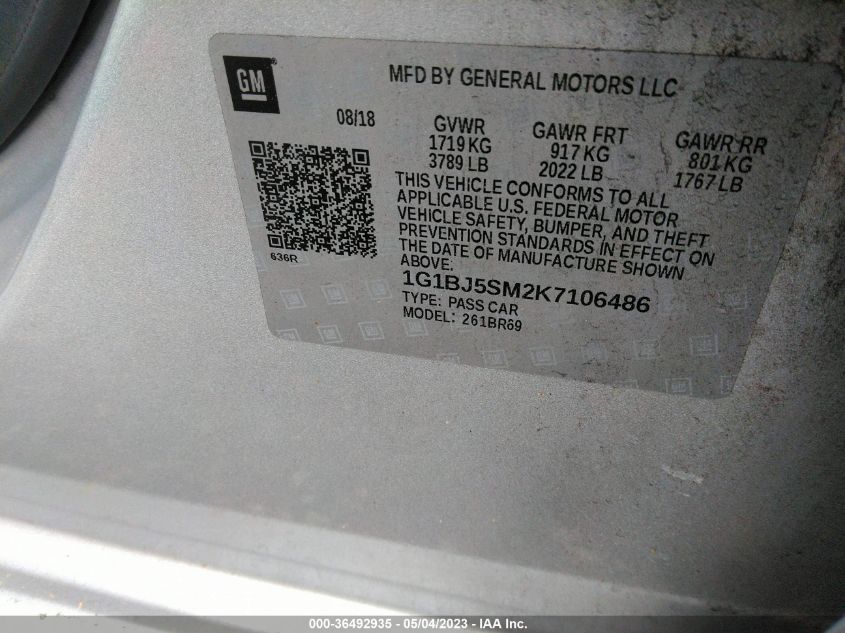 GM
MFD BY GENERAL MOTORS LLC
08/18
GVWR
1719 KG
3789 LB
GAWR FRT
917 KG
2022 LB
GAWR RR
801 KG
1767 LB
THIS VEHICLE CONFORMS TO ALL
APPLICABLE U.S. FEDERAL MOTOR
VEHICLE SAFETY, BUMPER, AND THEFT
PREVENTION STANDARDS IN EFFECT ON
THE DATE OF MANUFACTURE SHOWN
ABOVE.
636R
1G1BJ5SM2K7106486
TYPE: PASS CAR
MODEL: 261BR69
000-36492935 - 05/04/2023 - IAA Inc.